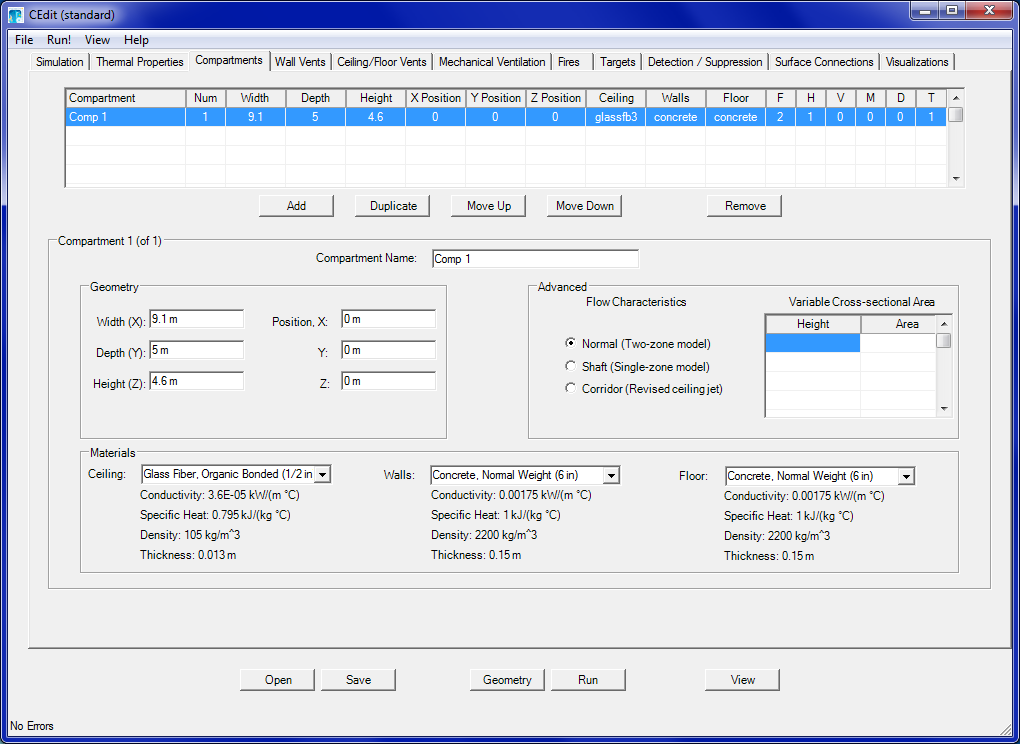 CEdit (standard)
File Run! View Help
Simulation Thermal Properties Compartments Wall Vents Ceiling/Floor Vents Mechanical Ventilation Fires Targets Detection / Suppression Surface Connections Visualizations
Compartment Num Width Depth Height X Position Y Position Z Position Ceiling Walls Floor F H V M D T
Comp 1 1 9.1 5 4.6 0 0 0 glassfb3 concrete concrete 2 1 0 0 0 1
Add Duplicate Move Up Move Down Remove
Compartment 1 (of 1)
Compartment Name: Comp 1
Geometry
Width (X): 9.1 m Position, X: 0 m
Depth (Y): 5 m Y: 0 m
Height (Z): 4.6 m Z: 0 m
Advanced
Flow Characteristics Variable Cross-sectional Area
Height Area
Normal (Two-zone model)
Shaft (Single-zone model)
Corridor (Revised ceiling jet)
Materials
Ceiling: Glass Fiber, Organic Bonded (1/2 in Walls: Concrete, Normal Weight (6 in) Floor: Concrete, Normal Weight (6 in)
Conductivity: 3.6E-05 kW/(m °C) Conductivity: 0.00175 kW/(m °C) Conductivity: 0.00175 kW/(m °C)
Specific Heat: 0.795 kJ/(kg °C) Specific Heat: 1 kJ/(kg °C) Specific Heat: 1 kJ/(kg °C)
Density: 105 kg/m^3 Density: 2200 kg/m^3 Density: 2200 kg/m^3
Thickness: 0.013 m Thickness: 0.15 m Thickness: 0.15 m
Open Save Geometry Run View
No Errors